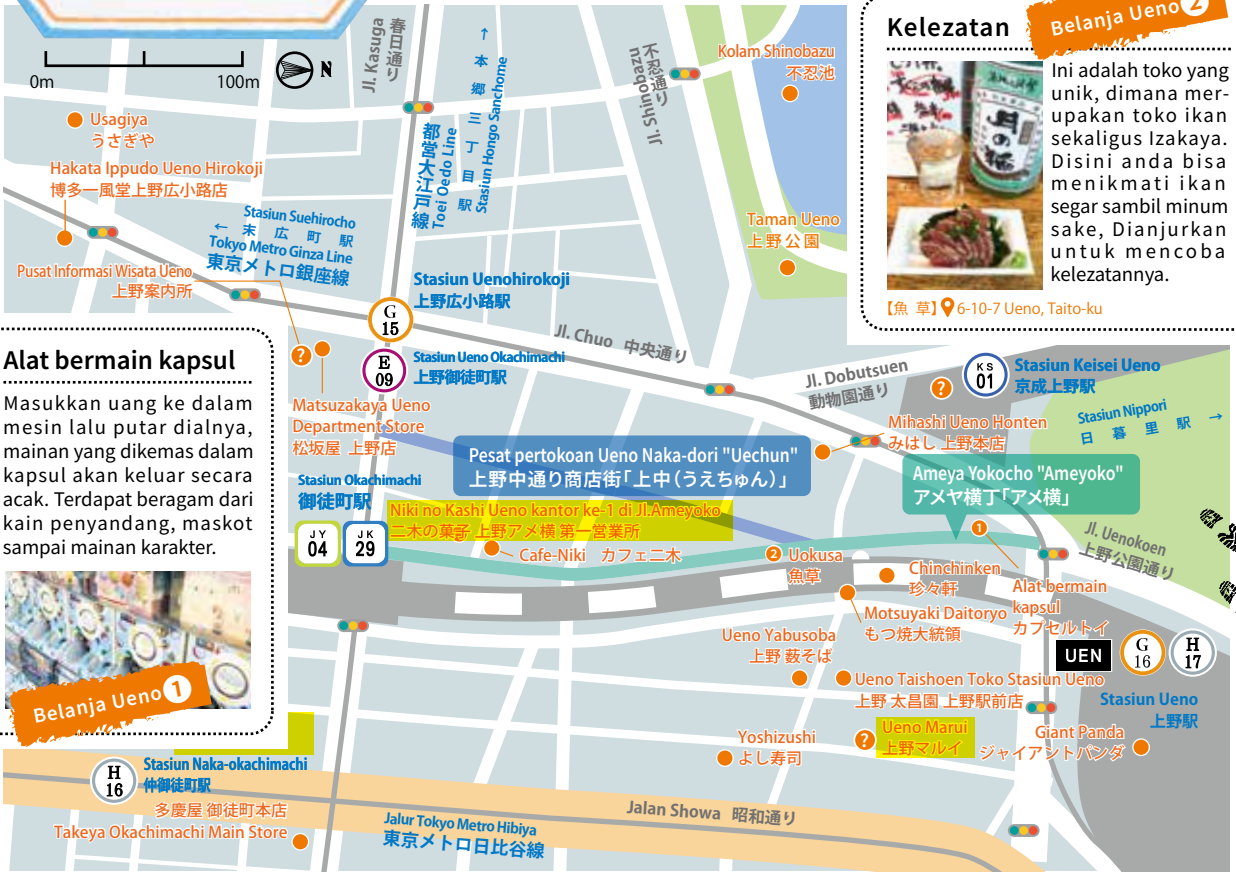 0m
100m
N
Jl. Kasuga
春日通り
↑ 本郷三丁目駅
Stasiun Hongo Sanchome
都営大江戸線
Toei Oedo Line
不忍通り
Jl. Shinobazu
Kolam Shinobazu
不忍池
Usagiya
うさぎや
Hakata Ippudo Ueno Hirokoji
博多一風堂上野広小路店
Stasiun Suehirocho
← 末広町駅
Tokyo Metro Ginza Line
東京メトロ銀座線
Pusat Informasi Wisata Ueno
上野案内所
Taman Ueno
上野公園
Stasiun Uenohirokoji
上野広小路駅
G
15
E
09
Stasiun Ueno Okachimachi
上野御徒町駅
Jl. Chuo 中央通り
Kelezatan
Belanja Ueno 2
Ini adalah toko yang
unik, dimana mer-
upakan toko ikan
sekaligus Izakaya.
Disini anda bisa
menikmati ikan
segar sambil minum
sake, Dianjurkan
untuk mencoba
kelezatannya.
【魚 草】 6-10-7 Ueno, Taito-ku
Alat bermain kapsul
Masukkan uang ke dalam
mesin lalu putar dialnya,
mainan yang dikemas dalam
kapsul akan keluar secara
acak. Terdapat beragam dari
kain penyandang, maskot
sampai mainan karakter.
Belanja Ueno 1
?
Matsuzakaya Ueno
Department Store
松坂屋 上野店
Jl. Dobutsuen
動物園通り
?
KS
01
Stasiun Keisei Ueno
京成上野駅
Stasiun Nippori
日暮里駅 →
Mihashi Ueno Honten
みはし 上野本店
Pesat pertokoan Ueno Naka-dori "Uechun"
上野中通り商店街「上中（うえちゅん）」
Ameya Yokocho "Ameyoko"
アメヤ横丁「アメ横」
Stasiun Okachimachi
御徒町駅
JY
04
JK
29
Niki no Kashi Ueno kantor ke-1 di Jl.Ameyoko
二木の菓子 上野アメ横 第一営業所
Cafe-Niki カフェ二木
2 Uokusa
魚草
1
Alat bermain
kapsul
カプセルトイ
Jl. Uenokoen
上野公園通り
Chinchinken
珍々軒
Motsuyaki Daitoryo
もつ焼大統領
Ueno Yabusoba
上野 薮そば
Ueno Taishoen Toko Stasiun Ueno
上野 太昌園 上野駅前店
UEN
G
16
H
17
Stasiun Ueno
上野駅
?
Ueno Marui
上野マルイ
Giant Panda
ジャイアントパンダ
Yoshizushi
よし寿司
H
16
Stasiun Naka-okachimachi
仲御徒町駅
多慶屋 御徒町本店
Takeya Okachimachi Main Store
Jalur Tokyo Metro Hibiya
東京メトロ日比谷線
Jalan Showa 昭和通り